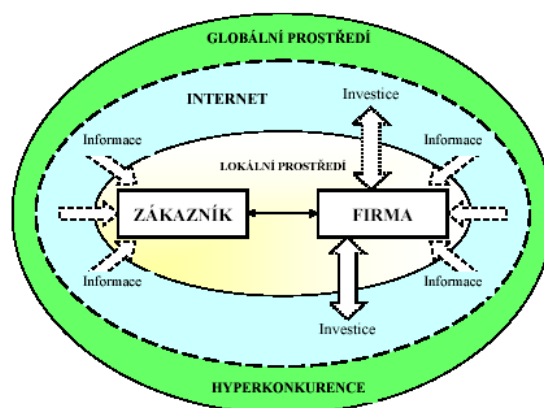 GLOBÁLNÍ PROSTŘEDÍ
INTERNET
Investice
Informace
Informace
LOKÁLNÍ PROSTŘEDÍ
ZÁKAZNÍK
FIRMA
Informace
Informace
Investice
HYPERKONKURENCE